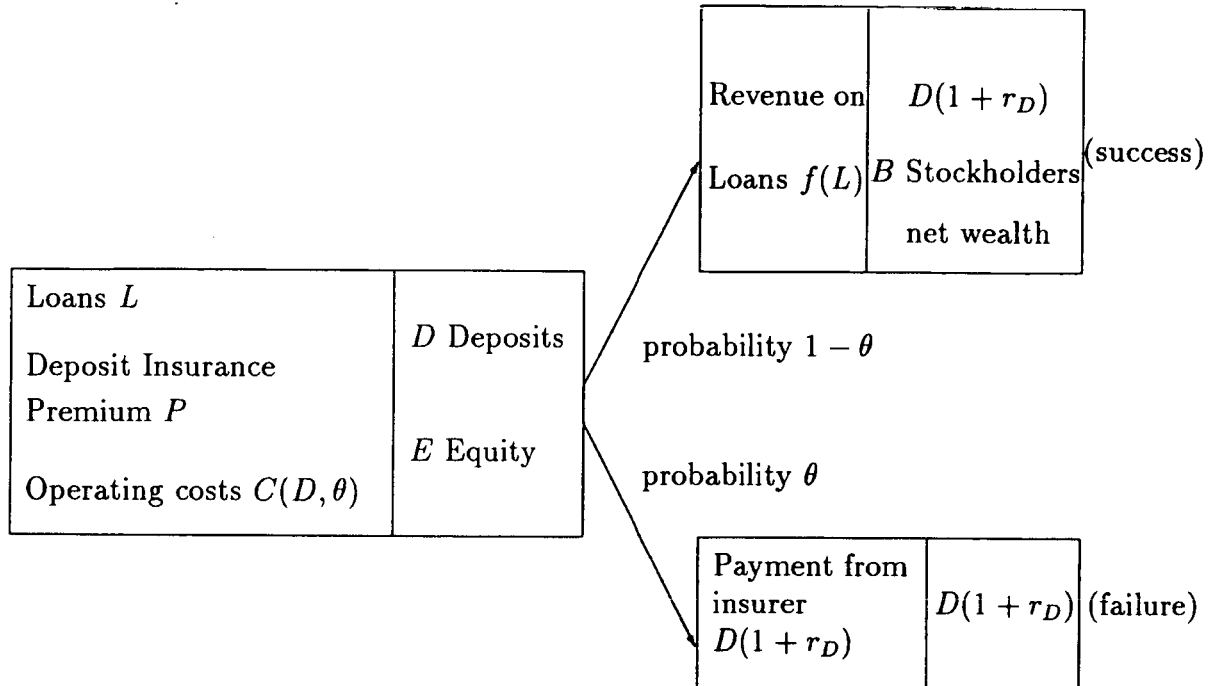 Revenue on
Loans f(L)
D(1 + r_D)
B Stockholders
net wealth
(success)
Loans L
Deposit Insurance
Premium P
Operating costs C(D, θ)
D Deposits
E Equity
probability 1 − θ
probability θ
Payment from
insurer
D(1 + r_D)
D(1 + r_D)
(failure)